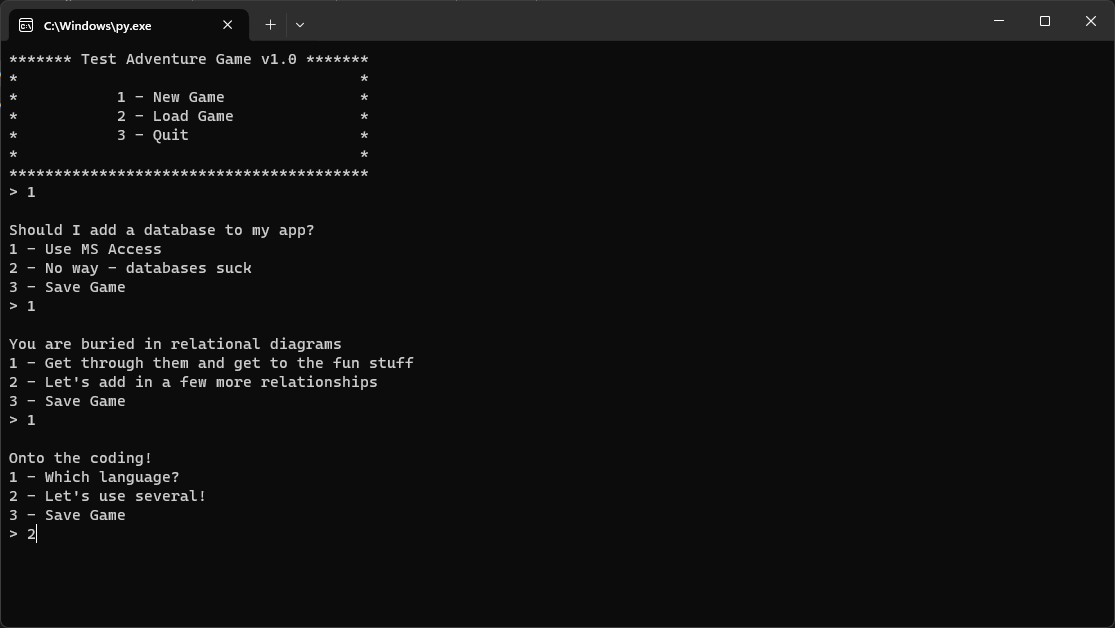 C:\Windows\py.exe
******* Test Adventure Game v1.0 *******
*                                      *
*           1 - New Game               *
*           2 - Load Game              *
*           3 - Quit                   *
*                                      *
****************************************
> 1

Should I add a database to my app?
1 - Use MS Access
2 - No way - databases suck
3 - Save Game
> 1

You are buried in relational diagrams
1 - Get through them and get to the fun stuff
2 - Let's add in a few more relationships
3 - Save Game
> 1

Onto the coding!
1 - Which language?
2 - Let's use several!
3 - Save Game
> 2